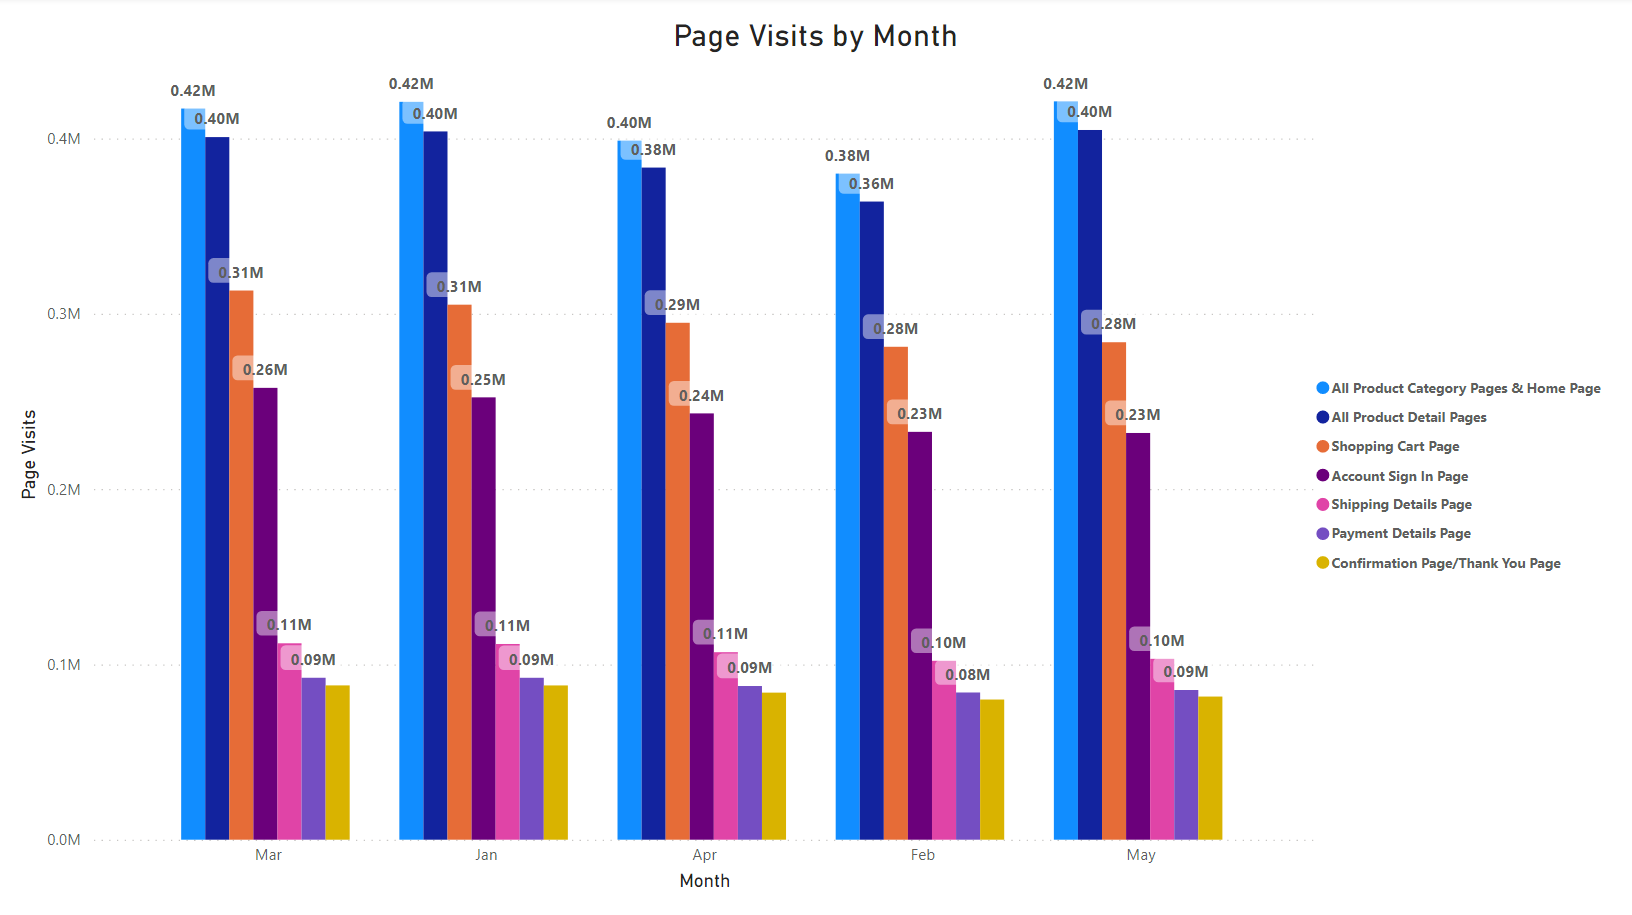 Page Visits by Month
0.42M
0.40M
0.31M
0.26M
0.11M
0.09M
0.42M
0.40M
0.31M
0.25M
0.11M
0.09M
0.40M
0.38M
0.29M
0.24M
0.11M
0.09M
0.38M
0.36M
0.28M
0.23M
0.10M
0.08M
0.42M
0.40M
0.28M
0.23M
0.10M
0.09M
0.4M
0.3M
0.2M
0.1M
0.0M
Page Visits
Mar
Jan
Apr
Feb
May
Month
All Product Category Pages & Home Page
All Product Detail Pages
Shopping Cart Page
Account Sign In Page
Shipping Details Page
Payment Details Page
Confirmation Page/Thank You Page